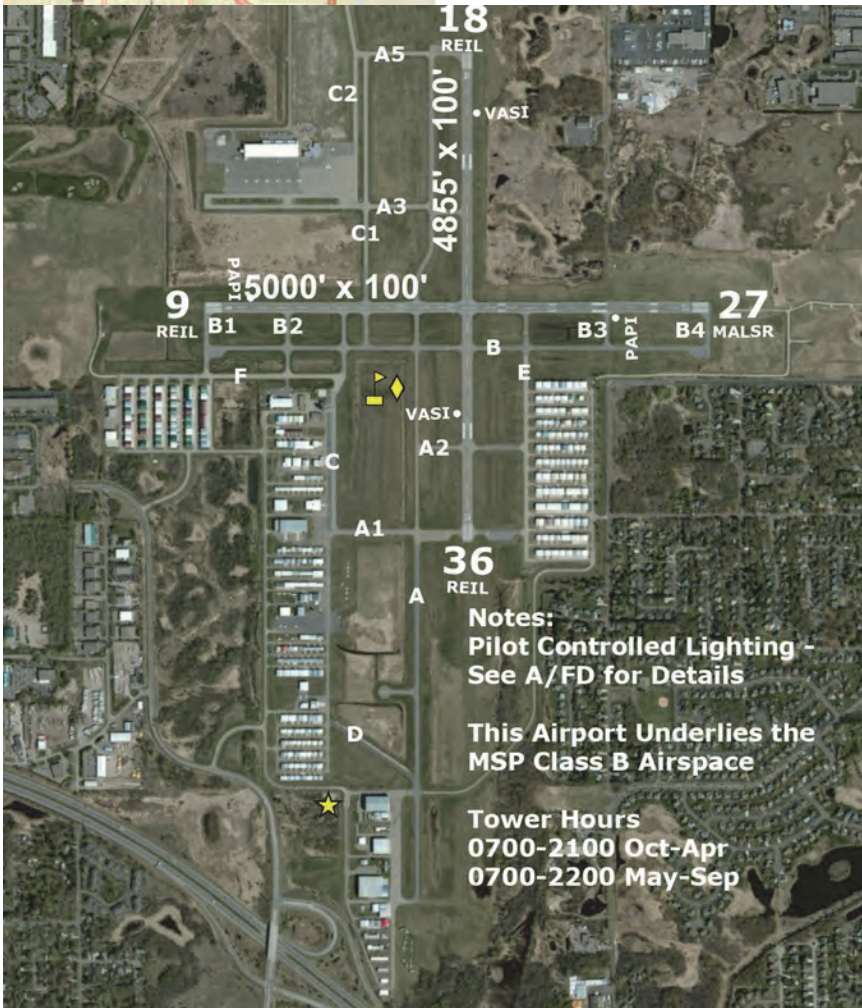 18
REIL
A5
C2
VASI
4855' x 100'
A3
C1
PAPI
5000' x 100'
9
REIL
27
MALSR
B1
B2
B3
PAPI
B4
B
F
E
VASI
A2
C
A1
36
REIL
A
D
Notes:
Pilot Controlled Lighting -
See A/FD for Details
This Airport Underlies the
MSP Class B Airspace
Tower Hours
0700-2100 Oct-Apr
0700-2200 May-Sep